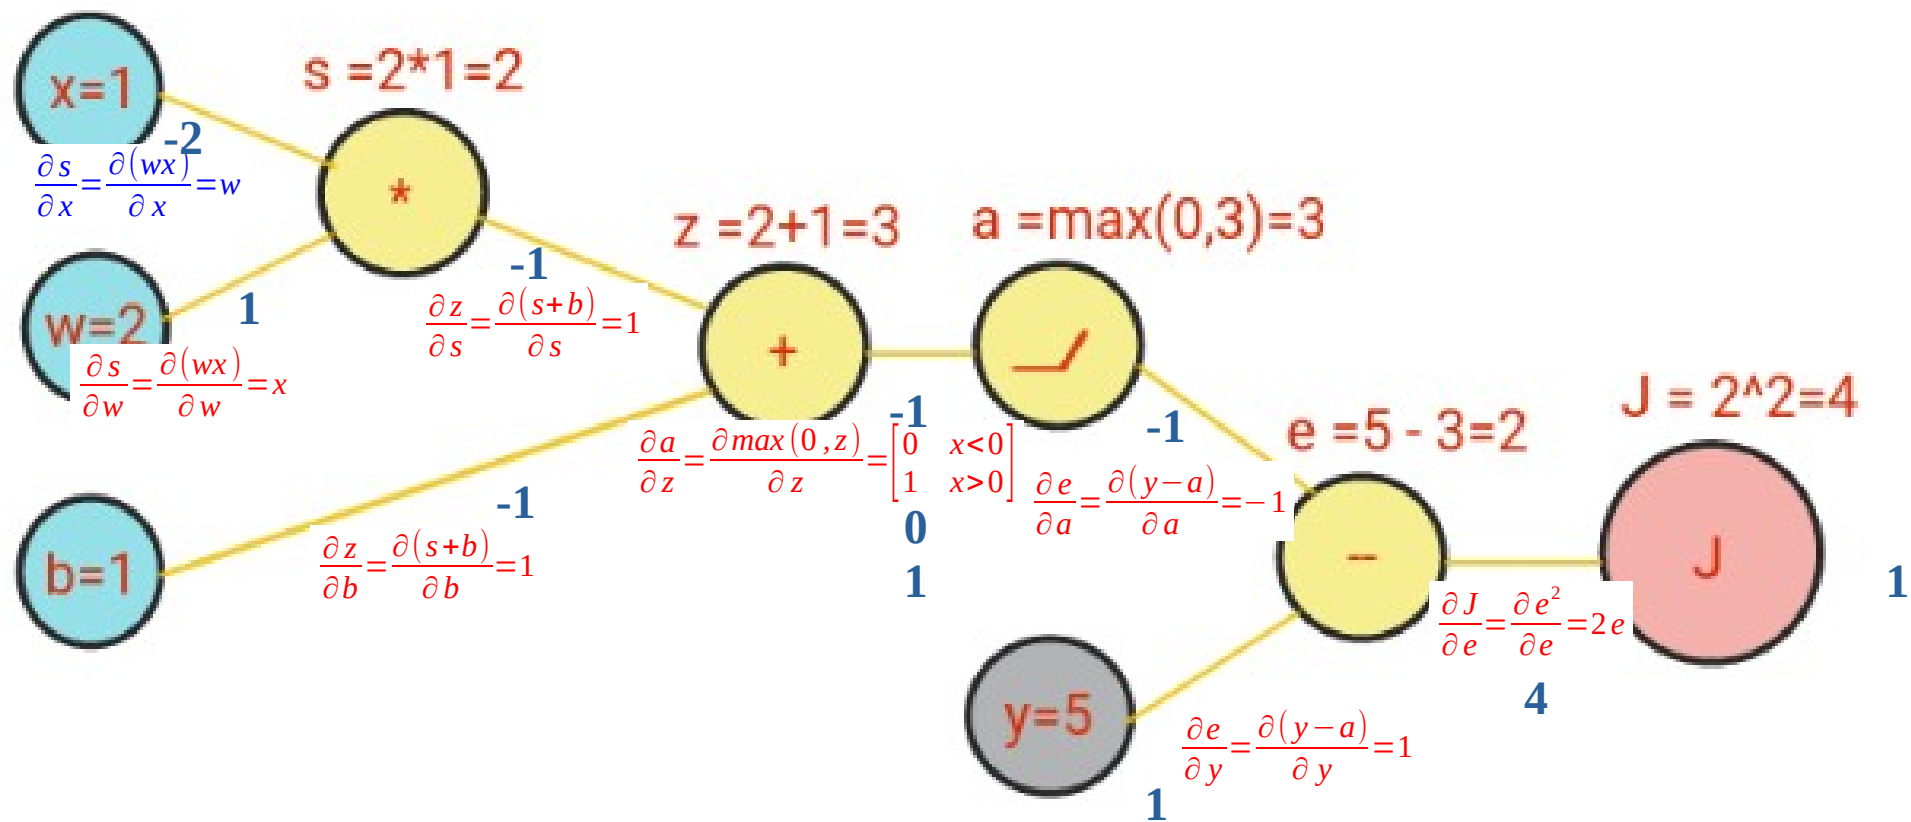 x=1
s =2*1=2
-2
∂s/∂x=∂(wx)/∂x=w
*
w=2
1
∂s/∂w=∂(wx)/∂w=x
-1
∂z/∂s=∂(s+b)/∂s=1
z =2+1=3
a =max(0,3)=3
+
-1
∂a/∂z=∂max(0,z)/∂z=[0 x<0
1 x>0]
0
1
-1
∂e/∂a=∂(y−a)/∂a=−1
e =5 - 3=2
J = 2^2=4
b=1
-1
∂z/∂b=∂(s+b)/∂b=1
−
J
1
∂J/∂e=∂e²/∂e=2e
4
y=5
∂e/∂y=∂(y−a)/∂y=1
1